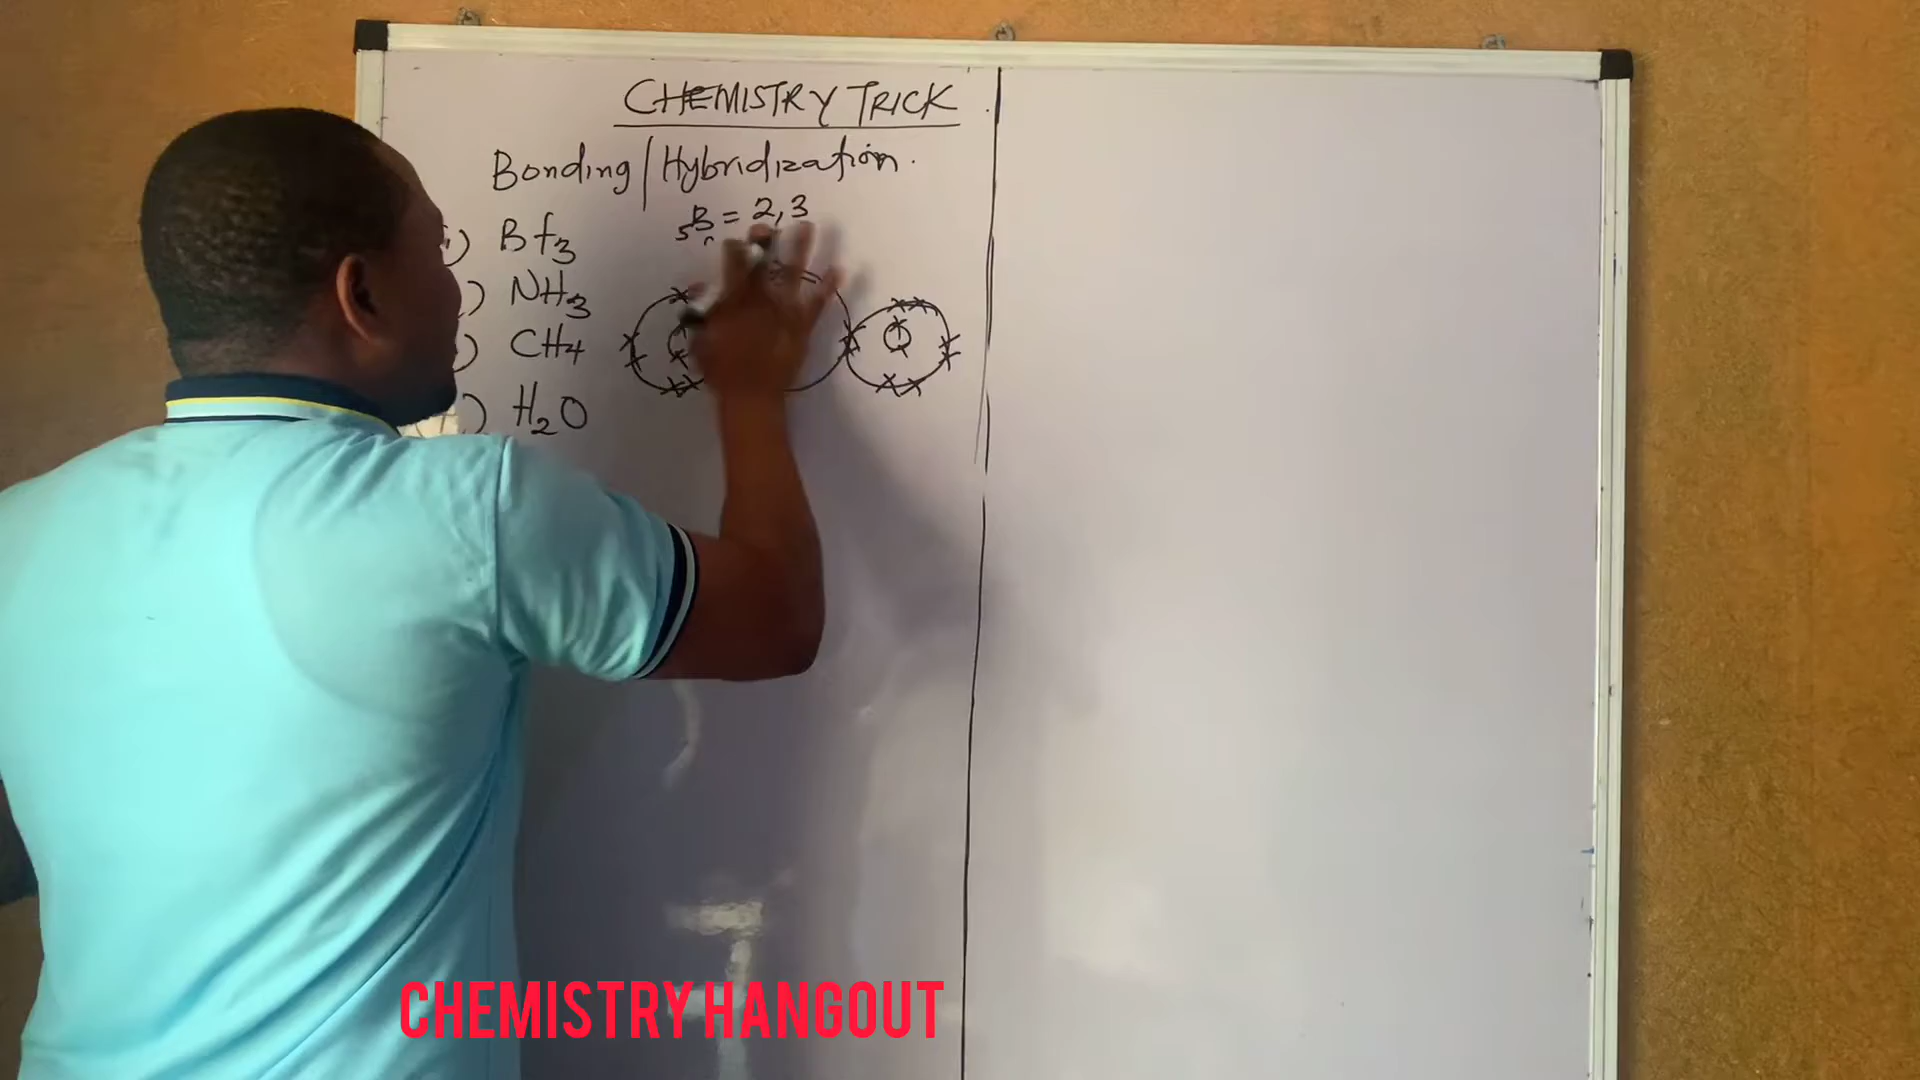 CHEMISTRY TRICK
Bonding / Hybridization.
5B = 2, 3
) Bf3
) NH3
) CH4
) H2O
CHEMISTRY HANGOUT